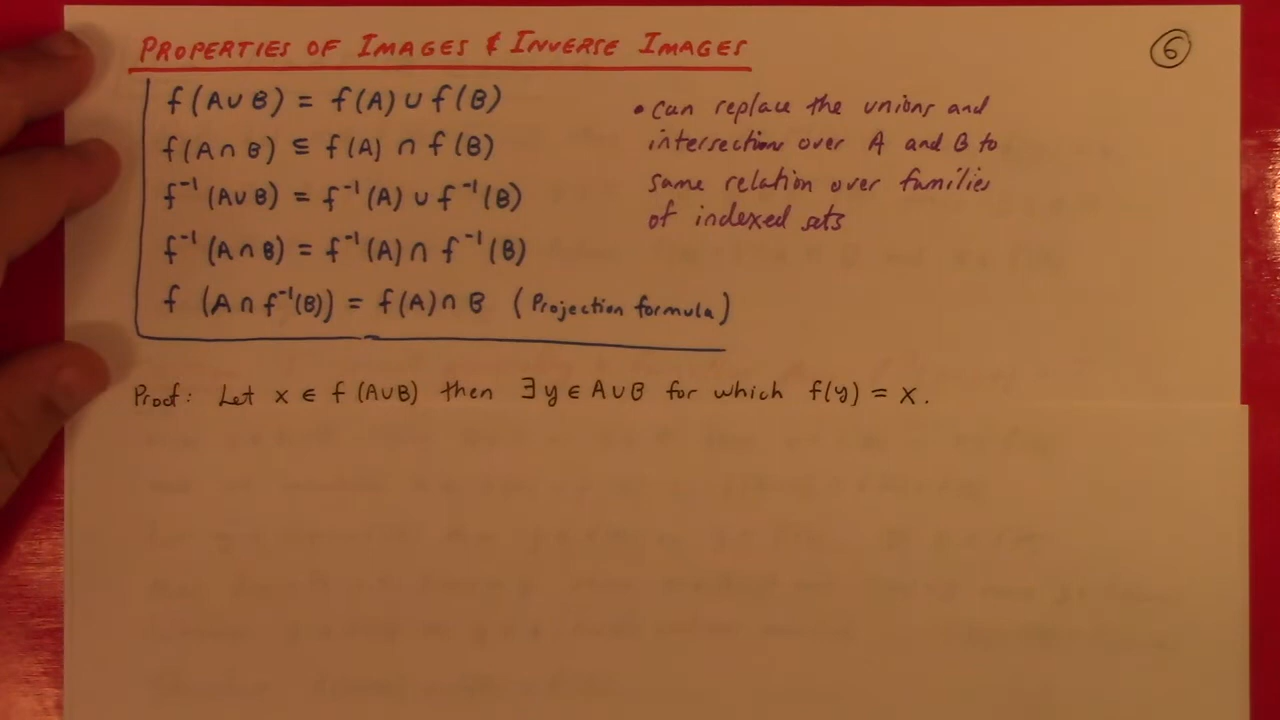 PROPERTIES OF IMAGES & INVERSE IMAGES
6
f(A∪B) = f(A) ∪ f(B)
f(A∩B) ⊆ f(A) ∩ f(B)
f⁻¹(A∪B) = f⁻¹(A) ∪ f⁻¹(B)
f⁻¹(A∩B) = f⁻¹(A) ∩ f⁻¹(B)
f (A∩f⁻¹(B)) = f(A)∩B (Projection formula)
• can replace the unions and
intersections over A and B to
same relation over families
of indexed sets
Proof: Let x ∈ f(A∪B) then ∃ y ∈ A∪B for which f(y) = x.